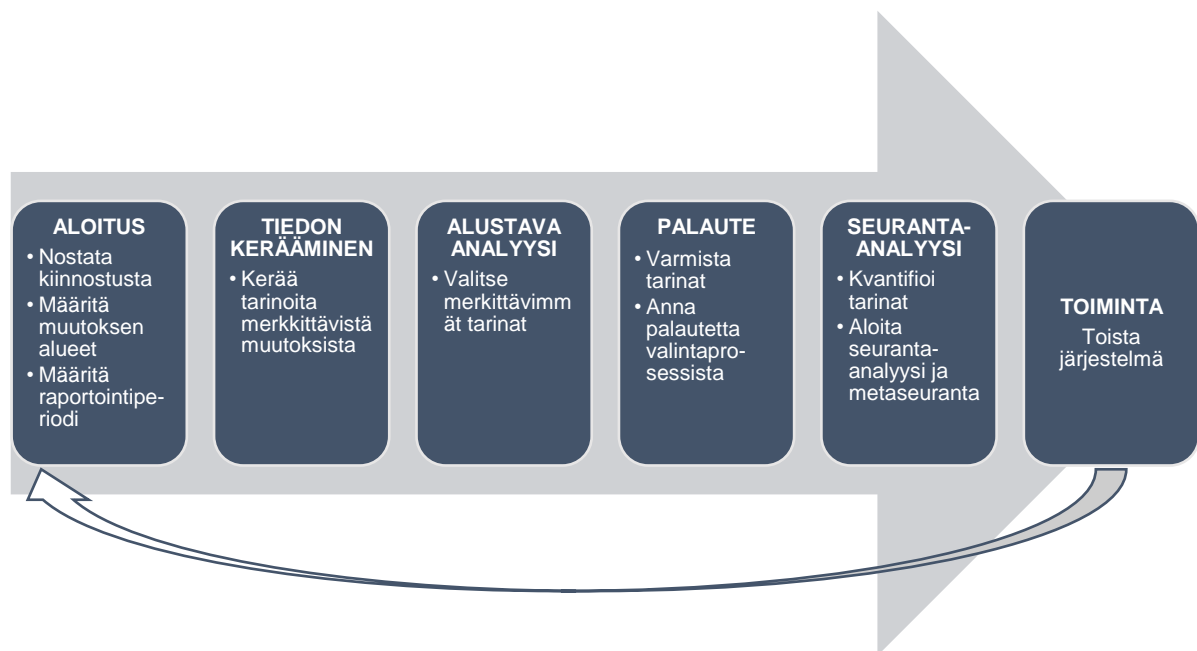 ALOITUS
• Nostata
kiinnostusta
• Määritä
muutoksen
alueet
• Määritä
raportointipe-
riodi
TIEDON
KERÄÄMINEN
• Kerää
tarinoita
merkkittävistä
muutoksista
ALUSTAVA
ANALYYSI
• Valitse
merkittävimm
ät tarinat
PALAUTE
• Varmista
tarinat
• Anna
palautetta
valintapro-
sessista
SEURANTA-
ANALYYSI
• Kvantifioi
tarinat
• Aloita
seuranta-
analyysi ja
metaseuranta
TOIMINTA
Toista
järjestelmä